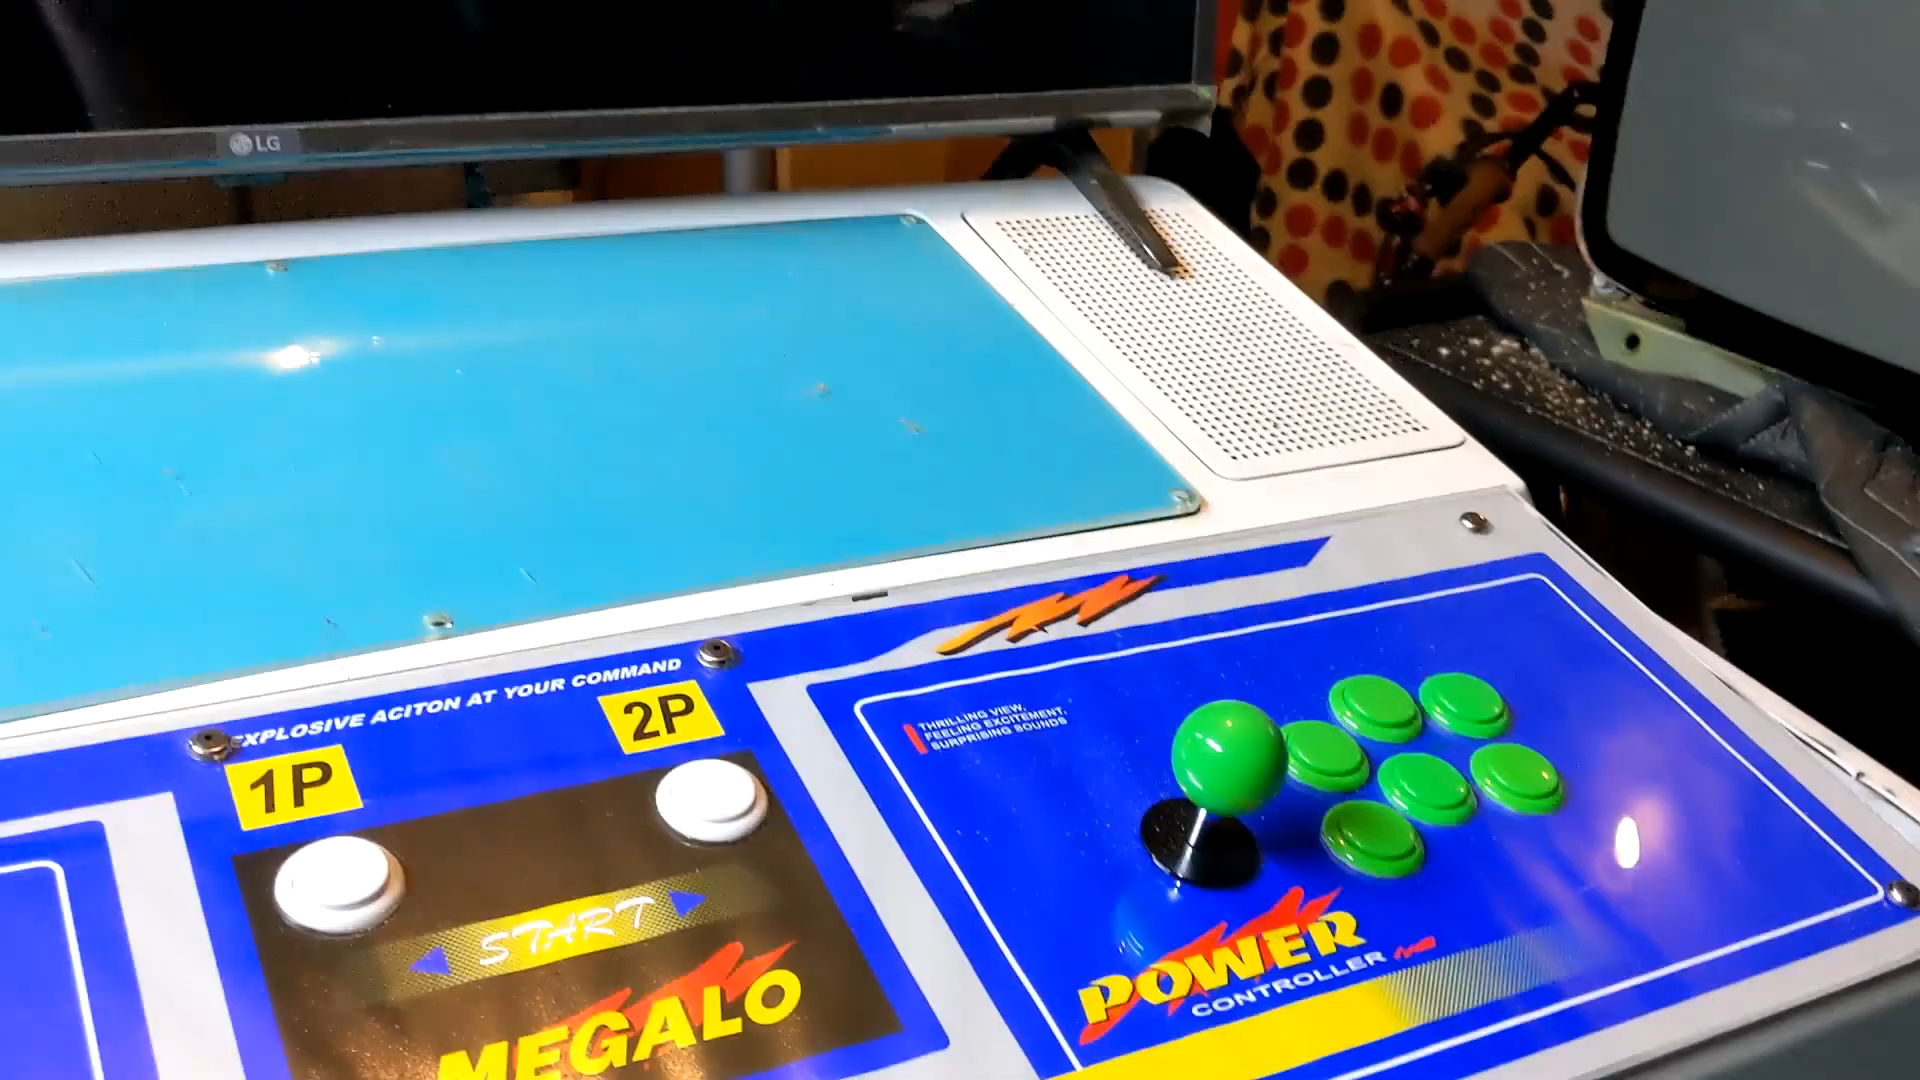 LG
EXPLOSIVE ACITON AT YOUR COMMAND
1P
2P
START
MEGALO
THRILLING VIEW,
FEELING EXCITEMENT,
SURPRISING SOUNDS
POWER
CONTROLLER